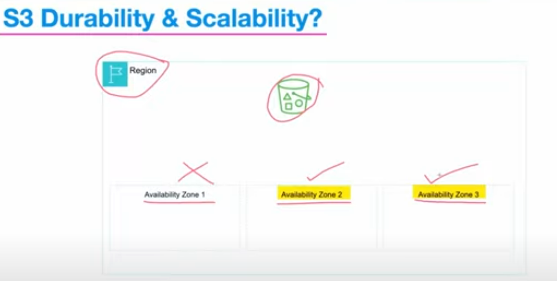 S3 Durability & Scalability?
Region
Availability Zone 1
Availability Zone 2
Availability Zone 3